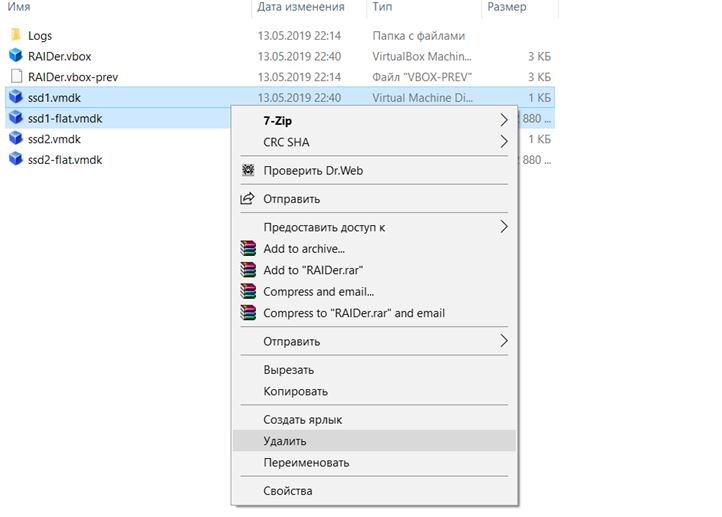 Имя Дата изменения Тип Размер
Logs 13.05.2019 22:14 Папка с файлами
RAIDer.vbox 13.05.2019 22:40 VirtualBox Machin... 3 КБ
RAIDer.vbox-prev 13.05.2019 22:14 Файл "VBOX-PREV" 3 КБ
ssd1.vmdk 13.05.2019 22:40 Virtual Machine Di... 1 КБ
ssd1-flat.vmdk 880 ...
ssd2.vmdk 1 КБ
ssd2-flat.vmdk 880 ...
7-Zip
CRC SHA
Проверить Dr.Web
Отправить
Предоставить доступ к
Add to archive...
Add to "RAIDer.rar"
Compress and email...
Compress to "RAIDer.rar" and email
Отправить
Вырезать
Копировать
Создать ярлык
Удалить
Переименовать
Свойства